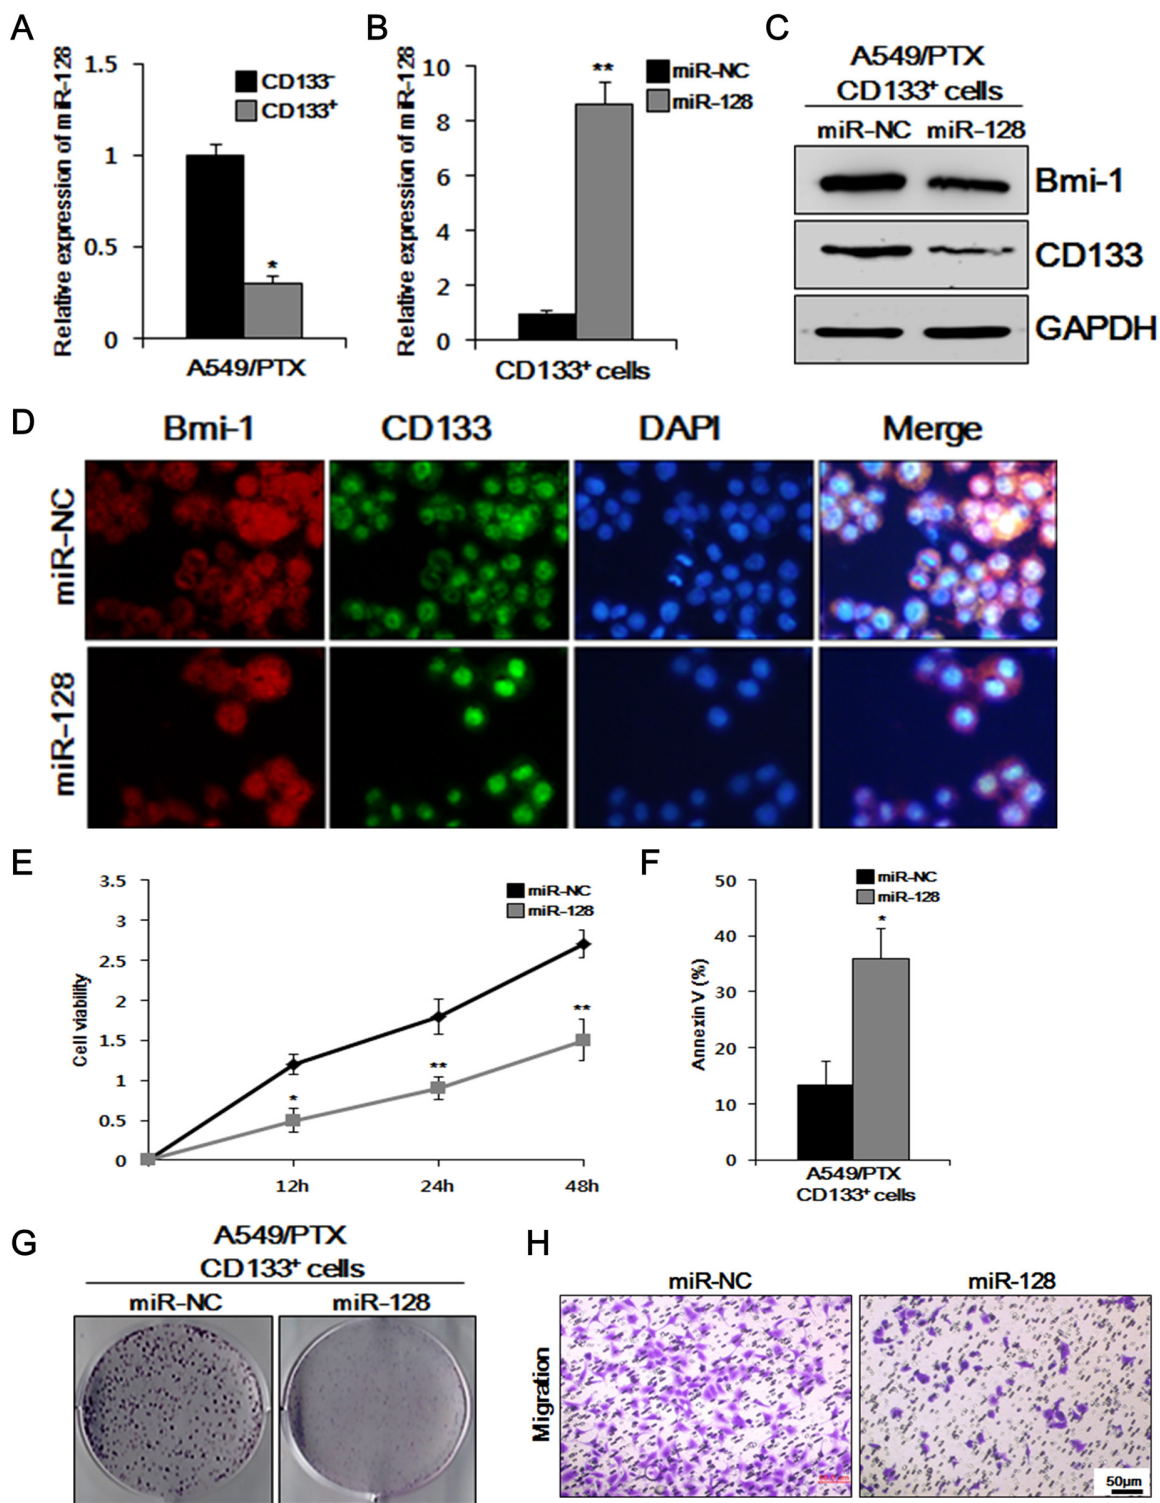 A
Relative expression of miR-128
1.5
1
0.5
0
CD133⁻
CD133⁺
*
A549/PTX
B
Relative expression of miR-128
10
8
6
4
2
0
**
miR-NC
miR-128
CD133⁺ cells
C
A549/PTX
CD133⁺ cells
miR-NC miR-128
Bmi-1
CD133
GAPDH
D
Bmi-1 CD133 DAPI Merge
miR-NC
miR-128
E
Cell viability
3.5
3
2.5
2
1.5
1
0.5
0
miR-NC
miR-128
*
**
**
12h 24h 48h
F
Annexin V (%)
50
40
30
20
10
0
miR-NC
miR-128
*
A549/PTX
CD133⁺ cells
G
A549/PTX
CD133⁺ cells
miR-NC miR-128
H
miR-NC miR-128
Migration
50μm